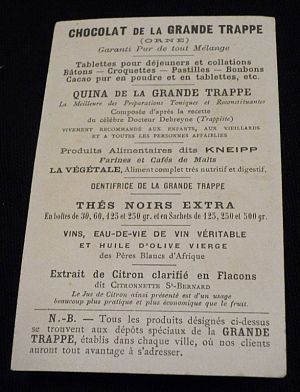 CHOCOLAT DE LA GRANDE TRAPPE
(ORNE)
Garanti Pur de tout Mélange
Tablettes pour déjeuners et collations
Bâtons — Croquettes — Pastilles — Bonbons
Cacao pur en poudre et en tablettes, etc.
QUINA DE LA GRANDE TRAPPE
La Meilleure des Préparations Toniques et Reconstituantes
Composée d'après la recette
du célèbre Docteur Debreyne (Trappiste)
VIVEMENT RECOMMANDÉ AUX ENFANTS, AUX VIEILLARDS
ET A TOUTES LES PERSONNES AFFAIBLIES
Produits Alimentaires dits KNEIPP
Farines et Cafés de Malts
LA VÉGÉTALE, Aliment complet très nutritif et digestif,
DENTIFRICE DE LA GRANDE TRAPPE
THÉS NOIRS EXTRA
En boîtes de 30, 60, 125 et 250 gr. et en Sachets de 125, 250 et 500 gr.
VINS, EAU-DE-VIE DE VIN VÉRITABLE
ET HUILE D'OLIVE VIERGE
des Pères Blancs d'Afrique
Extrait de Citron clarifié en Flacons
dit CITRONNETTE St-BERNARD
Le Jus de Citron ainsi présenté est d'un usage
beaucoup plus pratique et plus économique que le fruit.
N.-B. — Tous les produits désignés ci-dessus
se trouvent aux dépôts spéciaux de la GRANDE
TRAPPE, établis dans chaque ville, où nos clients
auront tout avantage à s'adresser.